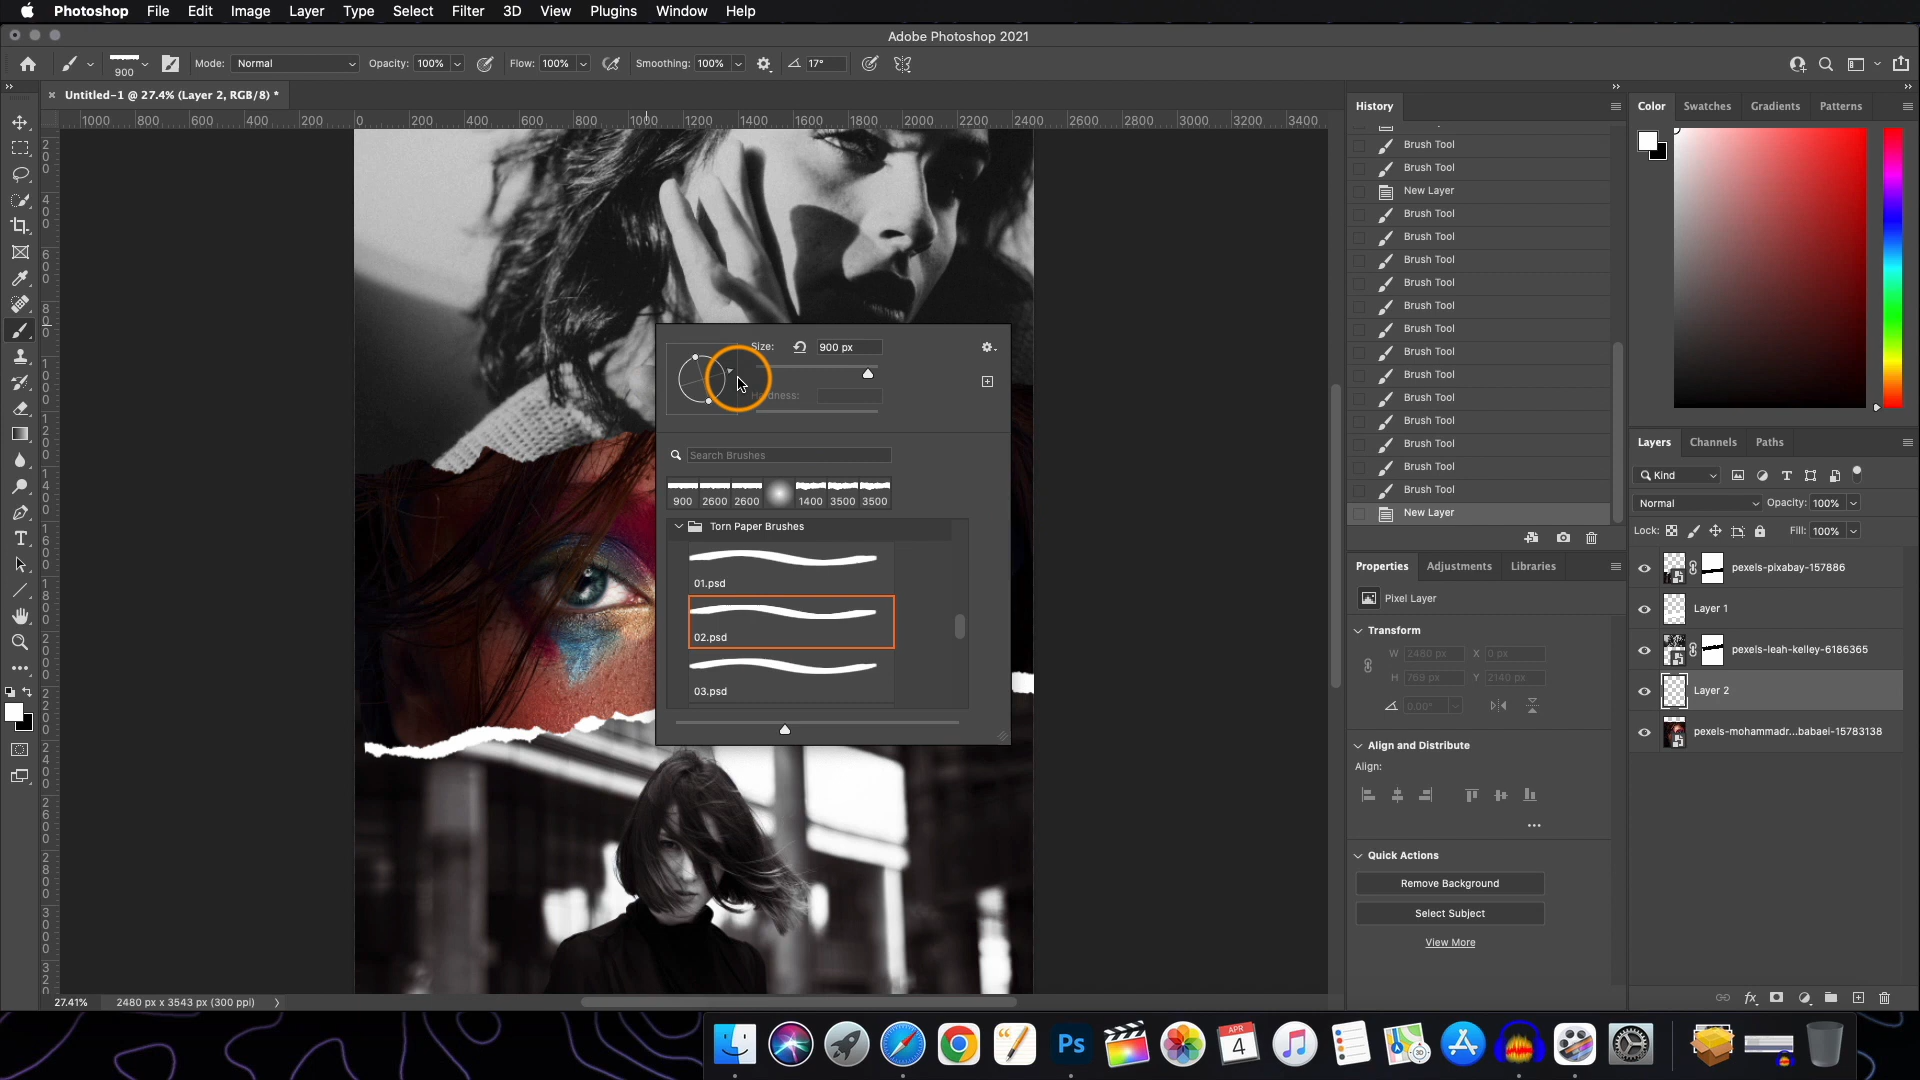 Photoshop File Edit Image Layer Type Select Filter 3D View Plugins Window Help
Adobe Photoshop 2021
900 Mode: Normal Opacity: 100% Flow: 100% Smoothing: 100% 17°
Untitled-1 @ 27.4% (Layer 2, RGB/8) *
1000 800 600 400 200 0 200 400 600 800 1000 1200 1400 1600 1800 2000 2200 2400 2600 2800 3000 3200 3400
Size: 900 px
Search Brushes
900 2600 2600 1400 3500 3500
Torn Paper Brushes
01.psd
02.psd
03.psd
27.41% 2480 px x 3543 px (300 ppi)
History
Brush Tool
Brush Tool
New Layer
Brush Tool
Brush Tool
Brush Tool
Brush Tool
Brush Tool
Brush Tool
Brush Tool
Brush Tool
Brush Tool
Brush Tool
Brush Tool
Brush Tool
Brush Tool
New Layer
Properties Adjustments Libraries
Pixel Layer
Transform
W 2480 px X 0 px
H 769 px Y 2140 px
0.00°
Align and Distribute
Align:
Quick Actions
Remove Background
Select Subject
View More
Color Swatches Gradients Patterns
Layers Channels Paths
Kind
Normal Opacity: 100%
Lock: Fill: 100%
pexels-pixabay-157886
Layer 1
pexels-leah-kelley-6186365
Layer 2
pexels-mohammadr...babaei-15783138
fx
Ps
APR
4
3D